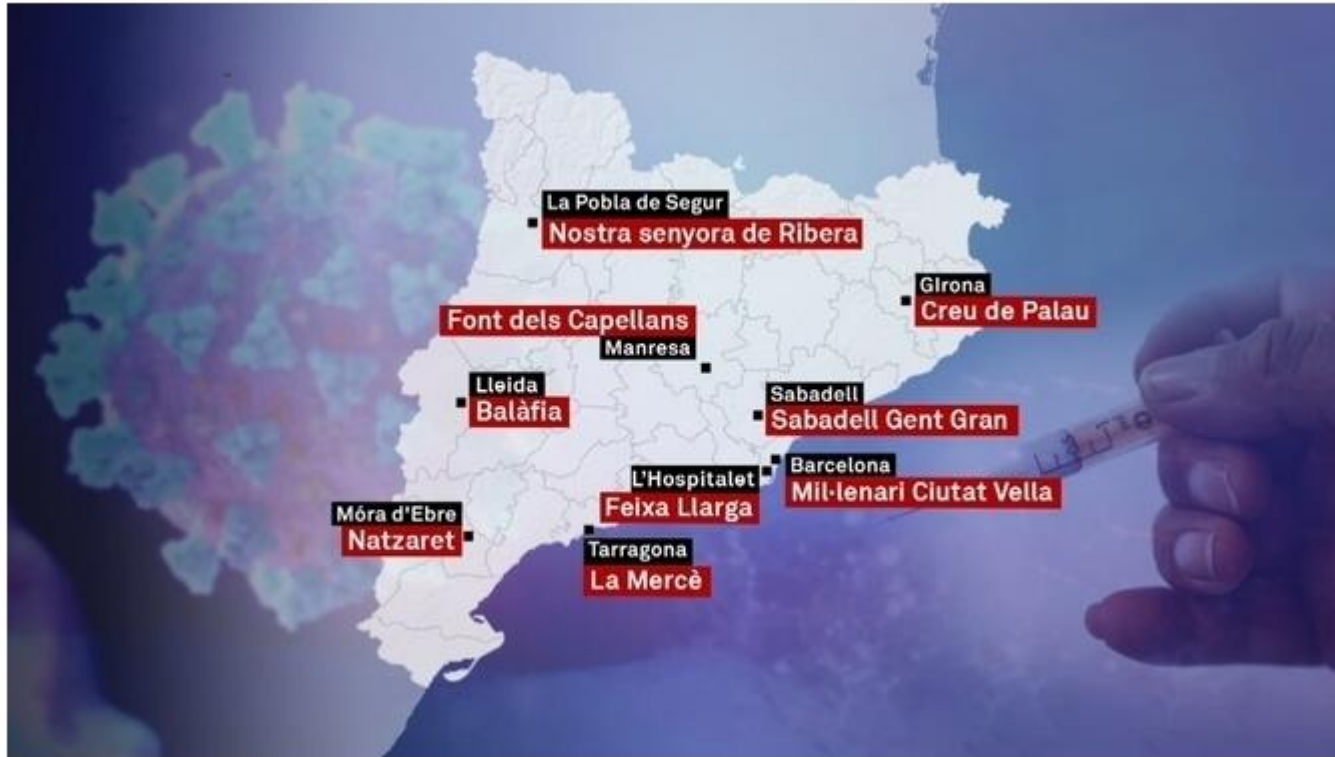 La Pobla de Segur
Nostra senyora de Ribera
GIrona
Creu de Palau
Font dels Capellans
Manresa
Lleida
Balàfia
Sabadell
Sabadell Gent Gran
Barcelona
Mil·lenari Ciutat Vella
L'Hospitalet
Feixa Llarga
Móra d'Ebre
Natzaret
Tarragona
La Mercè